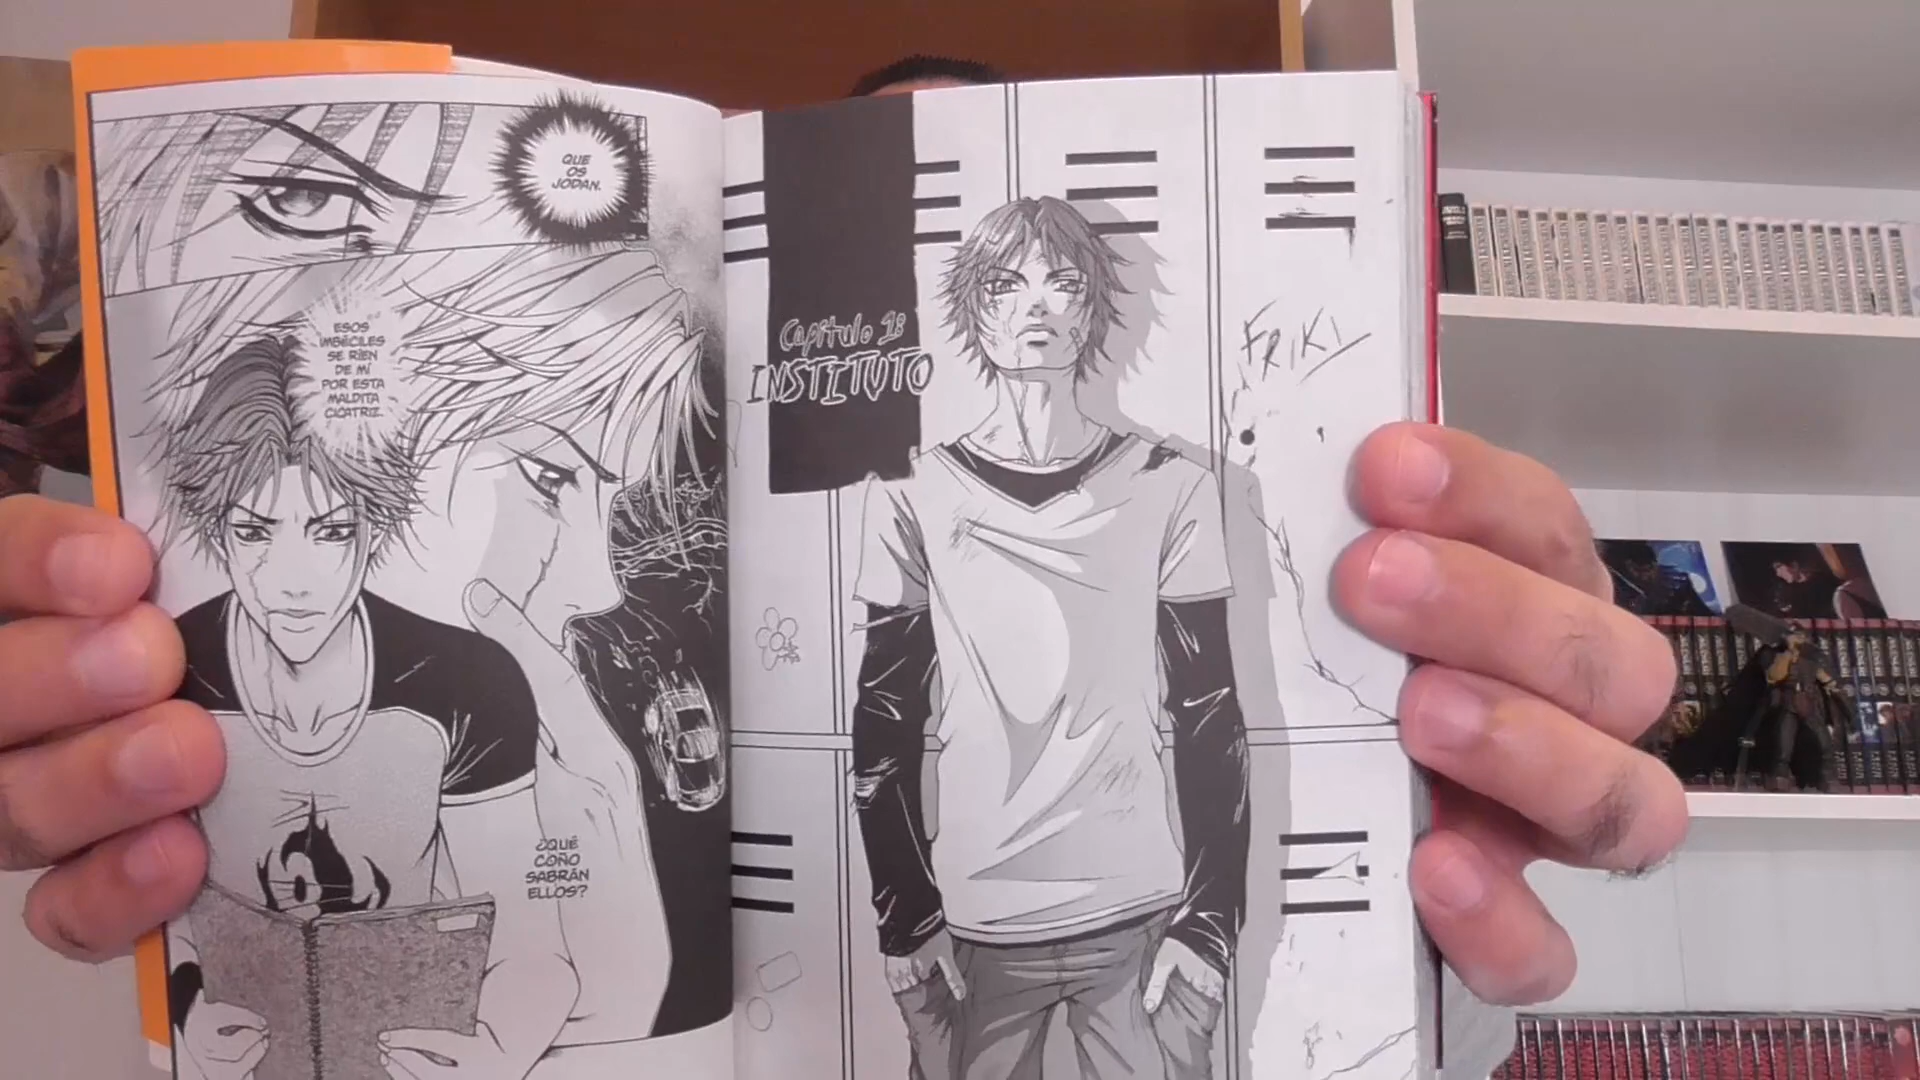 QUE
OS
JODAN.
ESOS
IMBÉCILES
SE RÍEN
DE MÍ
POR ESTA
MALDITA
CICATRIZ.
¿QUÉ
COÑO
SABRÁN
ELLOS?
Capítulo 18
INSTITUTO
FRIKI